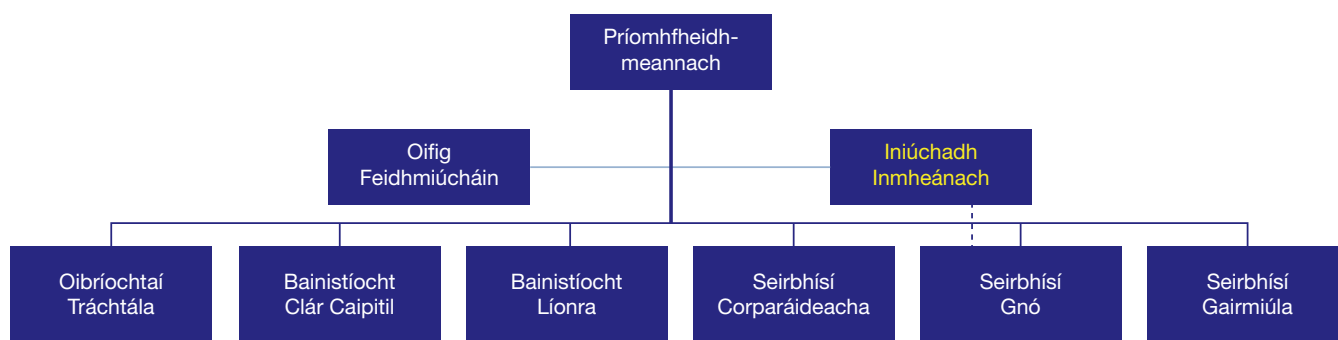 Príomhfheidh-
meannach
Oifig
Feidhmiúcháin
Iniúchadh
Inmheánach
Oibríochtaí
Tráchtála
Bainistíocht
Clár Caipitil
Bainistíocht
Líonra
Seirbhísí
Corparáideacha
Seirbhísí
Gnó
Seirbhísí
Gairmiúla